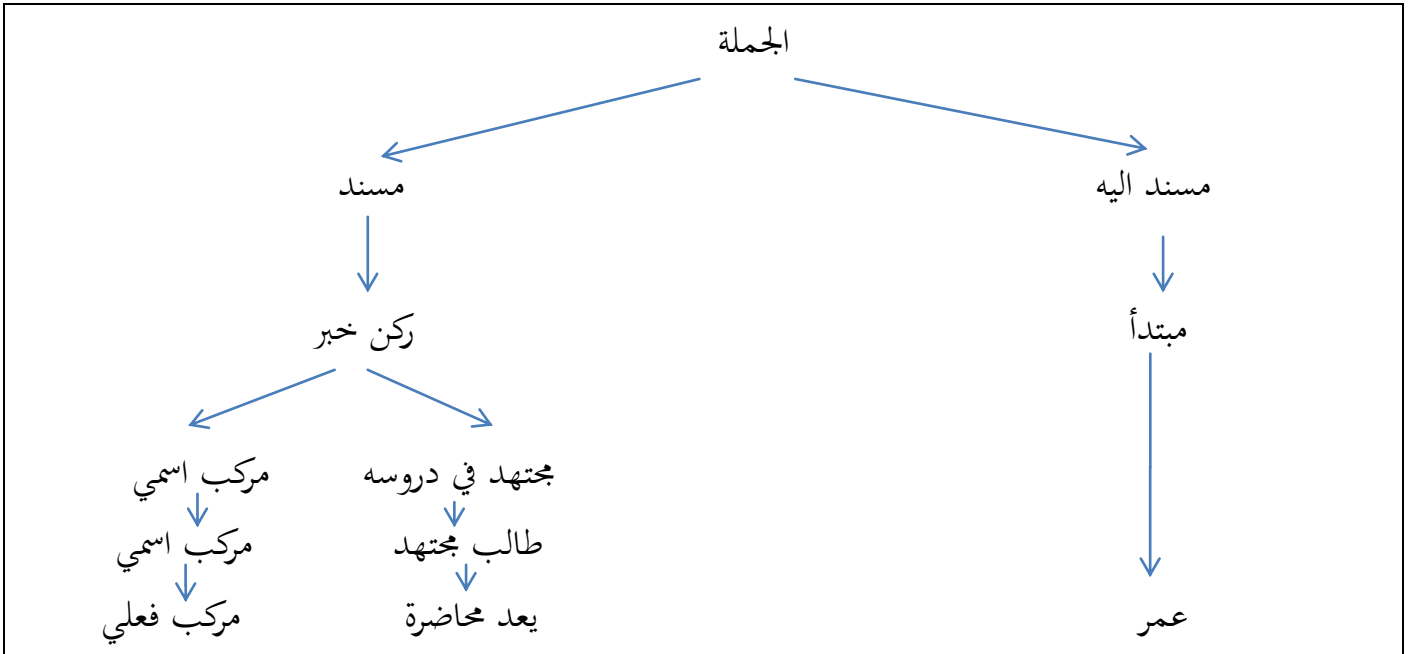 الجملة
مسند اليه مسند
مبتدأ ركن خبر
مجتهد في دروسه مركب اسمي
طالب مجتهد مركب اسمي
عمر يعد محاضرة مركب فعلي